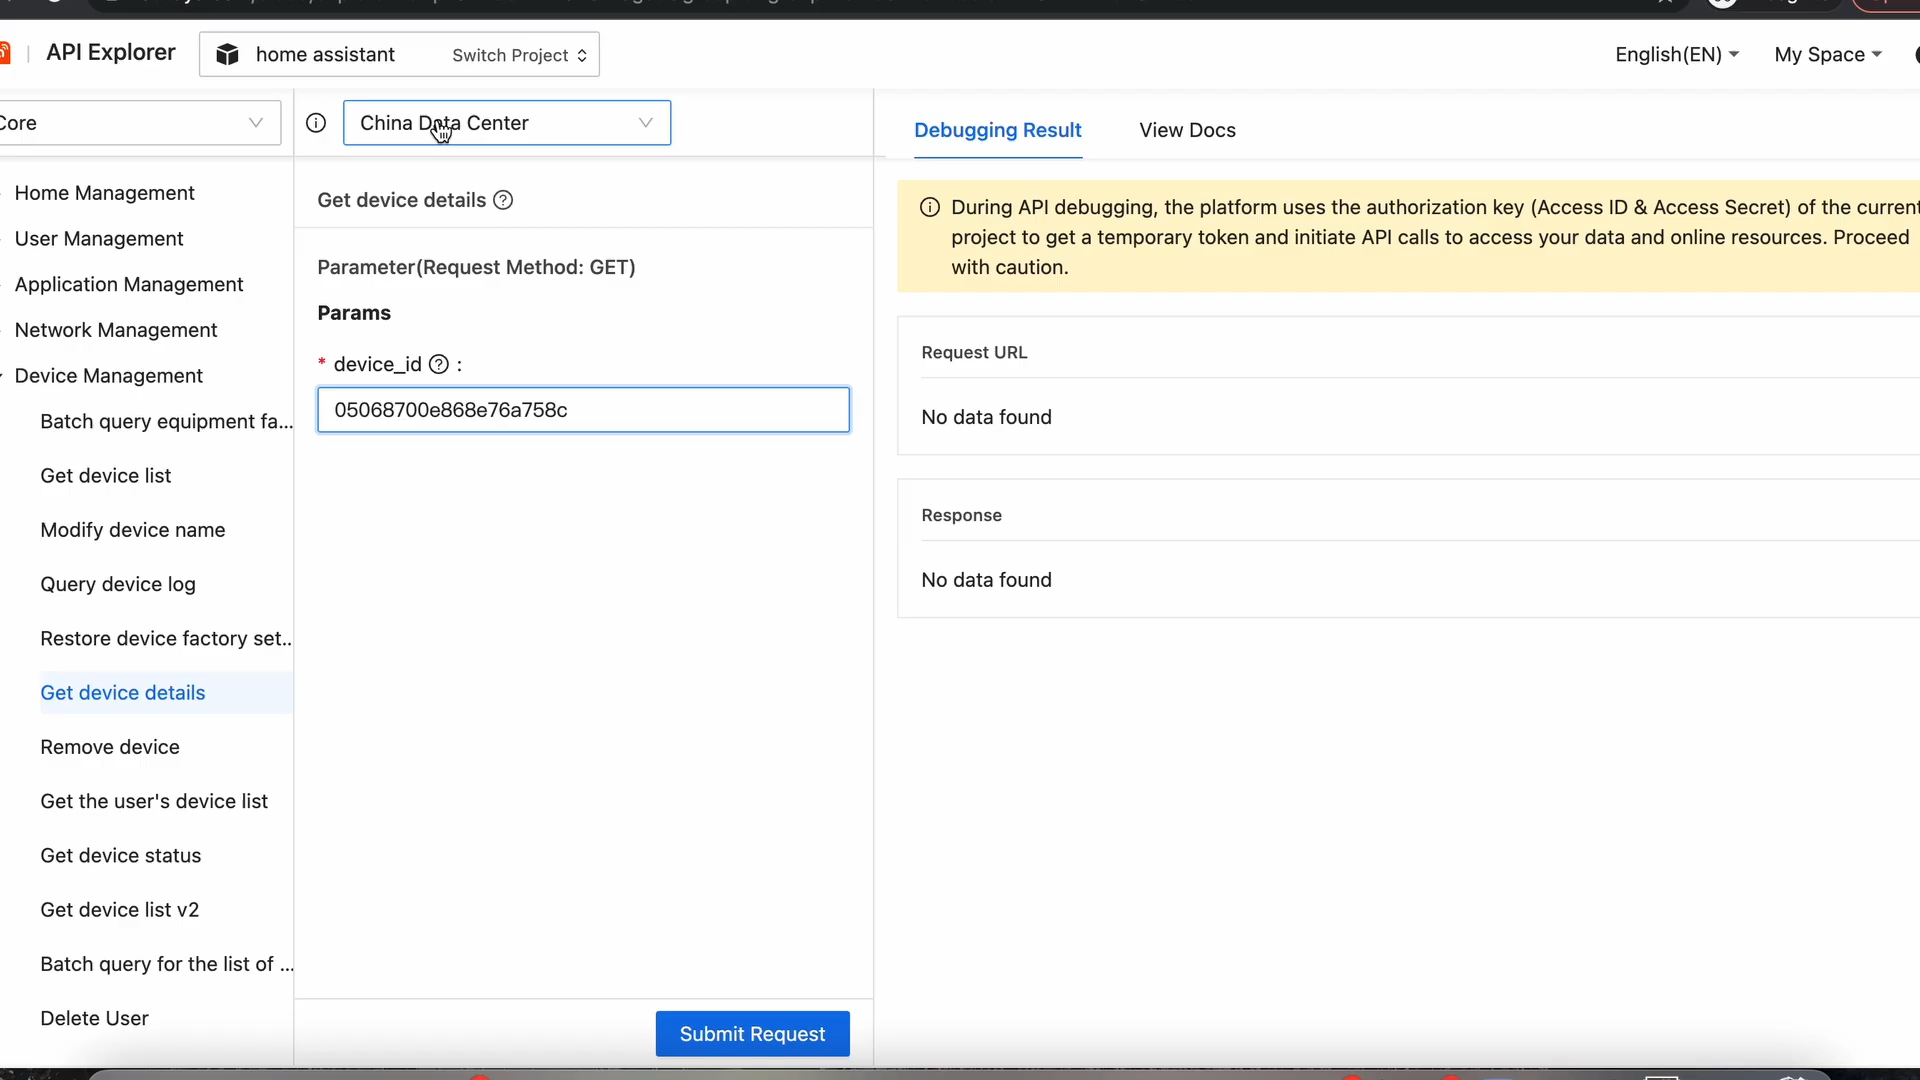 API Explorer
home assistant
Switch Project
English(EN)
My Space
Core
China Data Center
Debugging Result
View Docs
Home Management
User Management
Application Management
Network Management
Device Management
Batch query equipment fa...
Get device list
Modify device name
Query device log
Restore device factory set...
Get device details
Remove device
Get the user's device list
Get device status
Get device list v2
Batch query for the list of ...
Delete User
Get device details
Parameter(Request Method: GET)
Params
* device_id :
05068700e868e76a758c
Submit Request
During API debugging, the platform uses the authorization key (Access ID & Access Secret) of the current
project to get a temporary token and initiate API calls to access your data and online resources. Proceed
with caution.
Request URL
No data found
Response
No data found